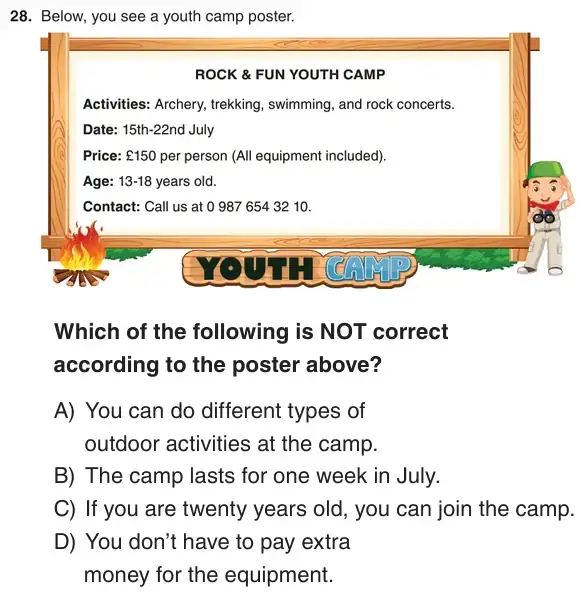 28. Below, you see a youth camp poster.
ROCK & FUN YOUTH CAMP
Activities: Archery, trekking, swimming, and rock concerts.
Date: 15th-22nd July
Price: £150 per person (All equipment included).
Age: 13-18 years old.
Contact: Call us at 0 987 654 32 10.
YOUTH CAMP
Which of the following is NOT correct
according to the poster above?
A) You can do different types of
outdoor activities at the camp.
B) The camp lasts for one week in July.
C) If you are twenty years old, you can join the camp.
D) You don't have to pay extra
money for the equipment.